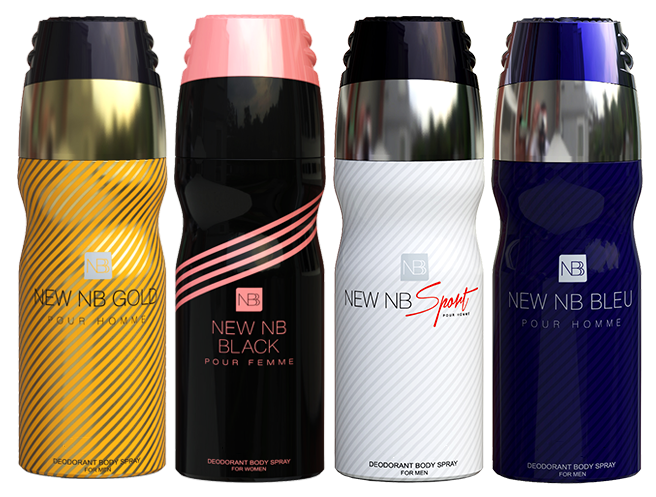 NB
NEW NB GOLD
POUR HOMME
DEODORANT BODY SPRAY
FOR MEN
NB
NEW NB
BLACK
POUR FEMME
DEODORANT BODY SPRAY
FOR WOMEN
NB
NEW NB Sport
POUR HOMME
DEODORANT BODY SPRAY
FOR MEN
NB
NEW NB BLEU
POUR HOMME
DEODORANT BODY SPRAY
FOR MEN